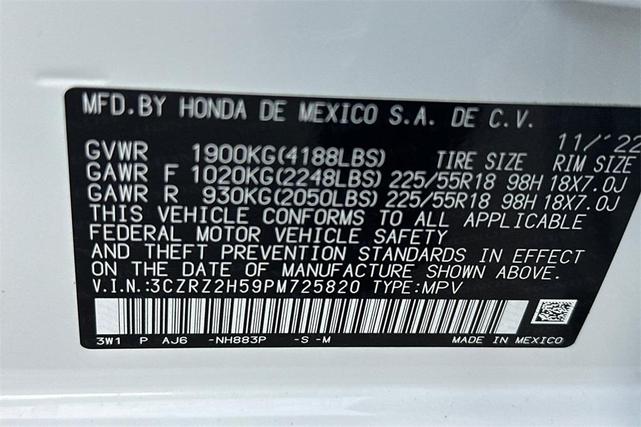 MFD.BY HONDA DE MEXICO S.A. DE C.V.
11/'22
GVWR 1900KG(4188LBS) TIRE SIZE RIM SIZE
GAWR F 1020KG(2248LBS) 225/55R18 98H 18X7.0J
GAWR R 930KG(2050LBS) 225/55R18 98H 18X7.0J
THIS VEHICLE CONFORMS TO ALL APPLICABLE
FEDERAL MOTOR VEHICLE SAFETY
AND THEFT PREVENTION STANDARDS IN EFFECT
ON THE DATE OF MANUFACTURE SHOWN ABOVE.
V.I.N.:3CZRZ2H59PM725820 TYPE:MPV
3W1 P AJ6 -NH883P -S -M MADE IN MEXICO